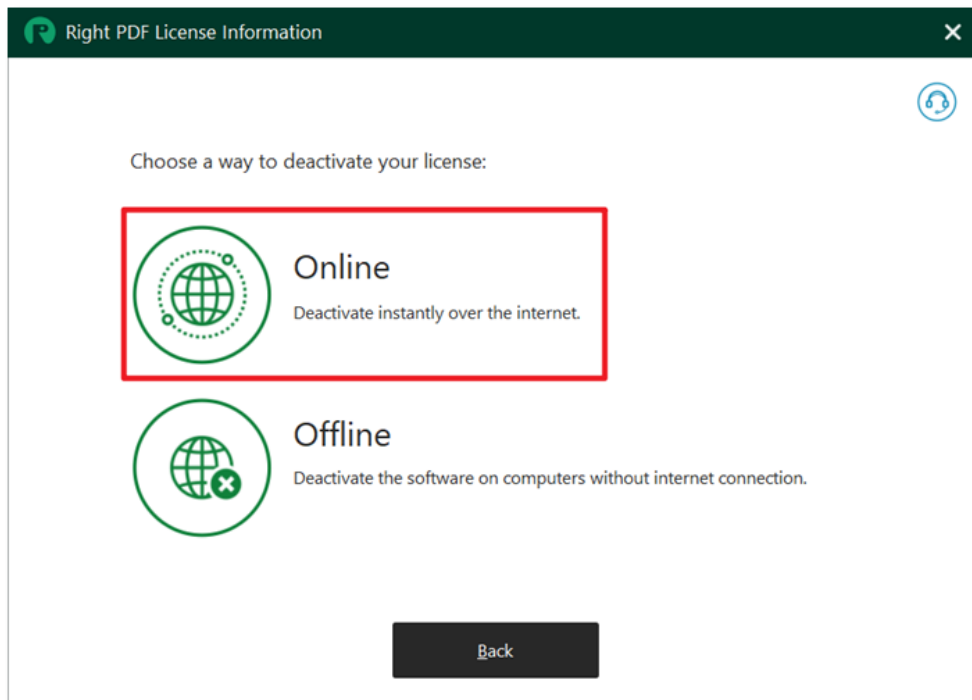 Right PDF License Information
Choose a way to deactivate your license:
Online
Deactivate instantly over the internet.
Offline
Deactivate the software on computers without internet connection.
Back